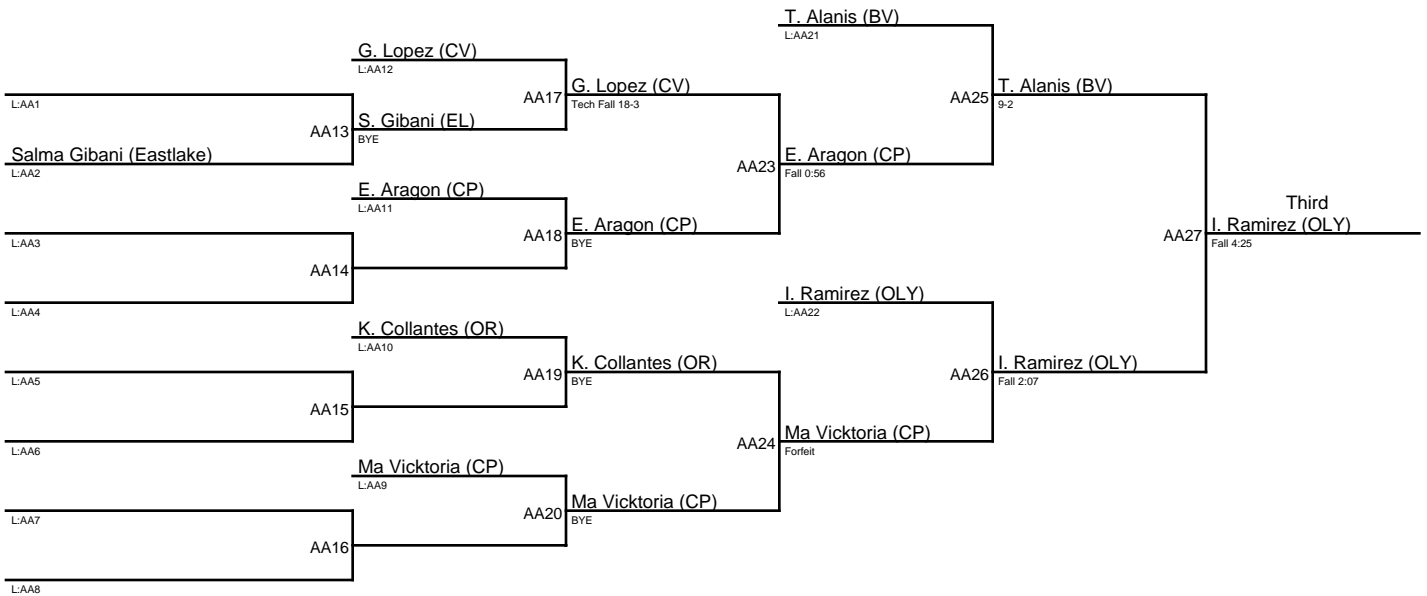 T. Alanis (BV)
L:AA21
G. Lopez (CV)
L:AA12
AA17
G. Lopez (CV)
Tech Fall 18-3
AA25
T. Alanis (BV)
9-2
L:AA1
AA13
S. Gibani (EL)
BYE
Salma Gibani (Eastlake)
L:AA2
AA23
E. Aragon (CP)
Fall 0:56
E. Aragon (CP)
L:AA11
AA18
E. Aragon (CP)
BYE
L:AA3
AA14
L:AA4
Third
AA27
I. Ramirez (OLY)
Fall 4:25
I. Ramirez (OLY)
L:AA22
K. Collantes (OR)
L:AA10
AA19
K. Collantes (OR)
BYE
AA26
I. Ramirez (OLY)
Fall 2:07
L:AA5
AA15
L:AA6
AA24
Ma Vicktoria (CP)
Forfeit
Ma Vicktoria (CP)
L:AA9
AA20
Ma Vicktoria (CP)
BYE
L:AA7
AA16
L:AA8